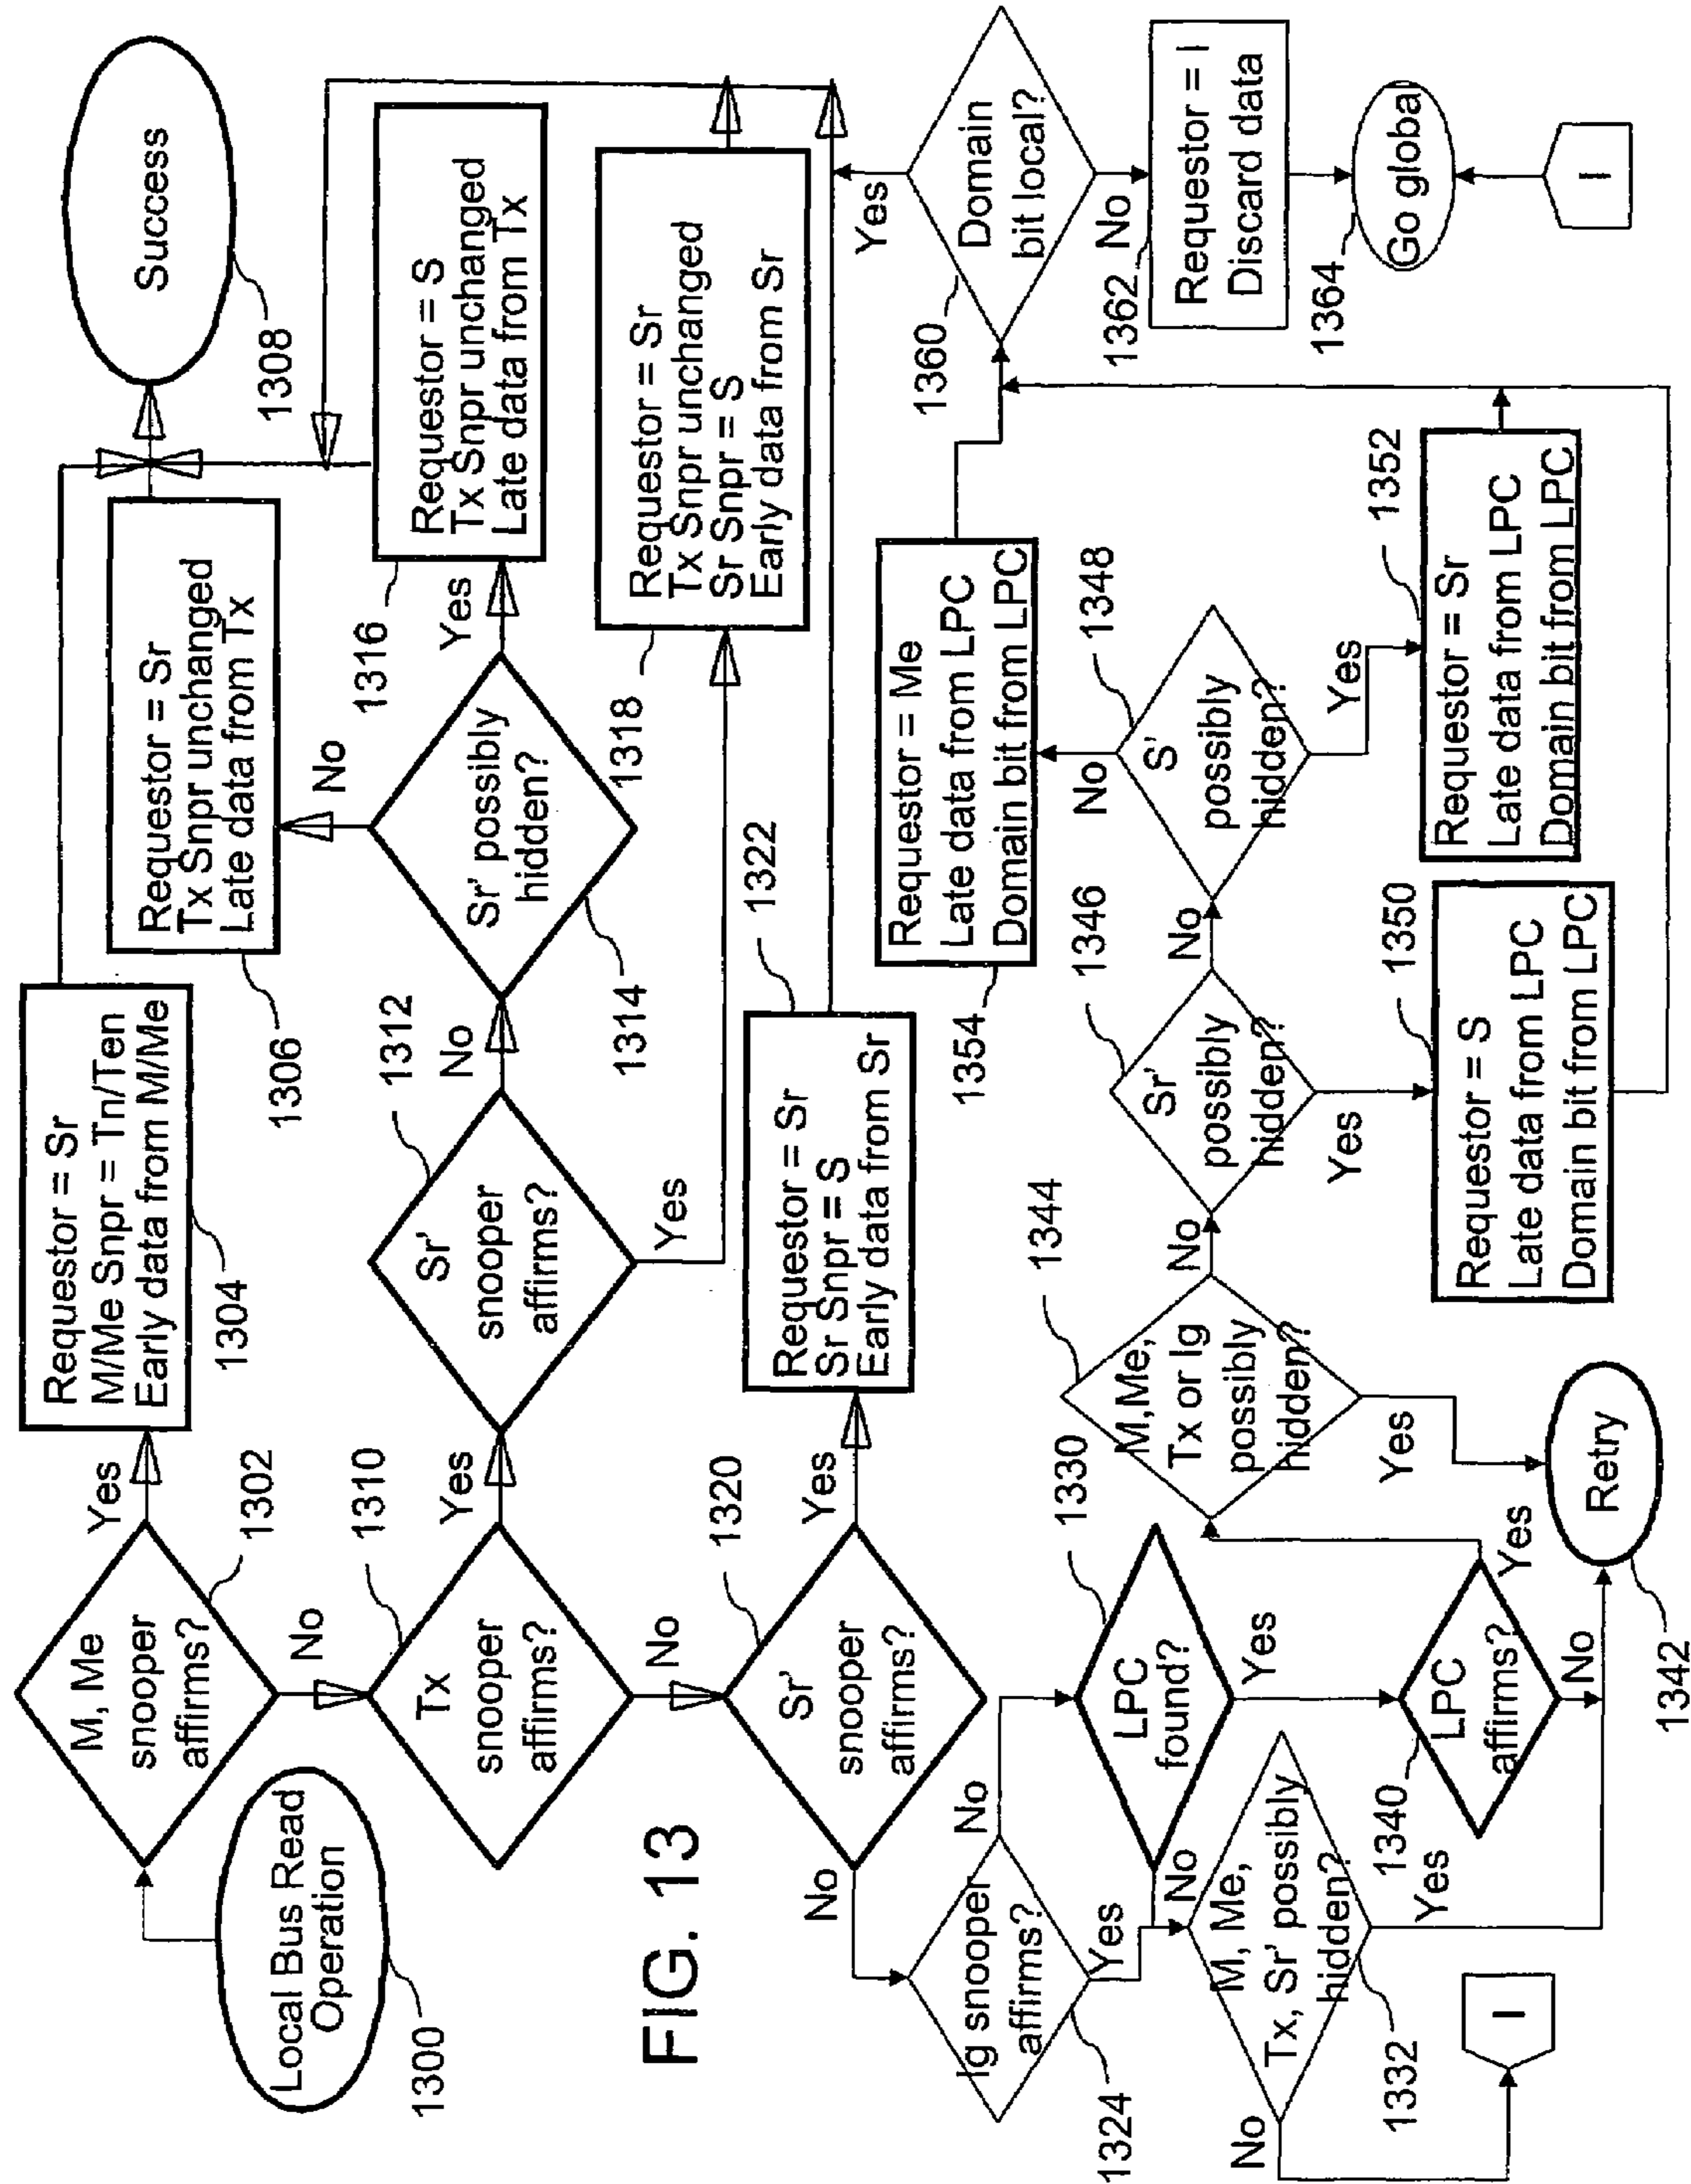 FIG. 13
Local Bus Read
Operation
1300
M, Me
snooper
affirms?
1302
Yes
No
Requestor = Sr
M/Me Snpr = Tn/Ten
Early data from M/Me
1304
Requestor = Sr
Tx Snpr unchanged
Late data from Tx
1306
Success
1308
Tx
snooper
affirms?
1310
Yes
No
Sr'
snooper
affirms?
1312
No
Yes
Sr' possibly
hidden?
1314
No
Yes
Requestor = S
Tx Snpr unchanged
Late data from Tx
1316
Requestor = Sr
Tx Snpr unchanged
Sr Snpr = S
Early data from Sr
1318
Sr'
snooper
affirms?
1320
Yes
No
Requestor = Sr
Sr Snpr = S
Early data from Sr
1322
Ig snooper
affirms?
1324
No
Yes
LPC
found?
1330
Yes
No
M, Me,
Tx, Sr' possibly
hidden?
1332
No
Yes
I
LPC
affirms?
1340
Yes
No
Retry
1342
M,Me,
Tx or Ig
possibly
hidden?
1344
No
Yes
Sr'
possibly
hidden?
1346
No
Yes
S'
possibly
hidden?
1348
No
Yes
Requestor = S
Late data from LPC
Domain bit from LPC
1350
Requestor = Sr
Late data from LPC
Domain bit from LPC
1352
Requestor = Me
Late data from LPC
Domain bit from LPC
1354
Domain
bit local?
1360
Yes
No
Requestor = I
Discard data
1362
Go global
1364
I